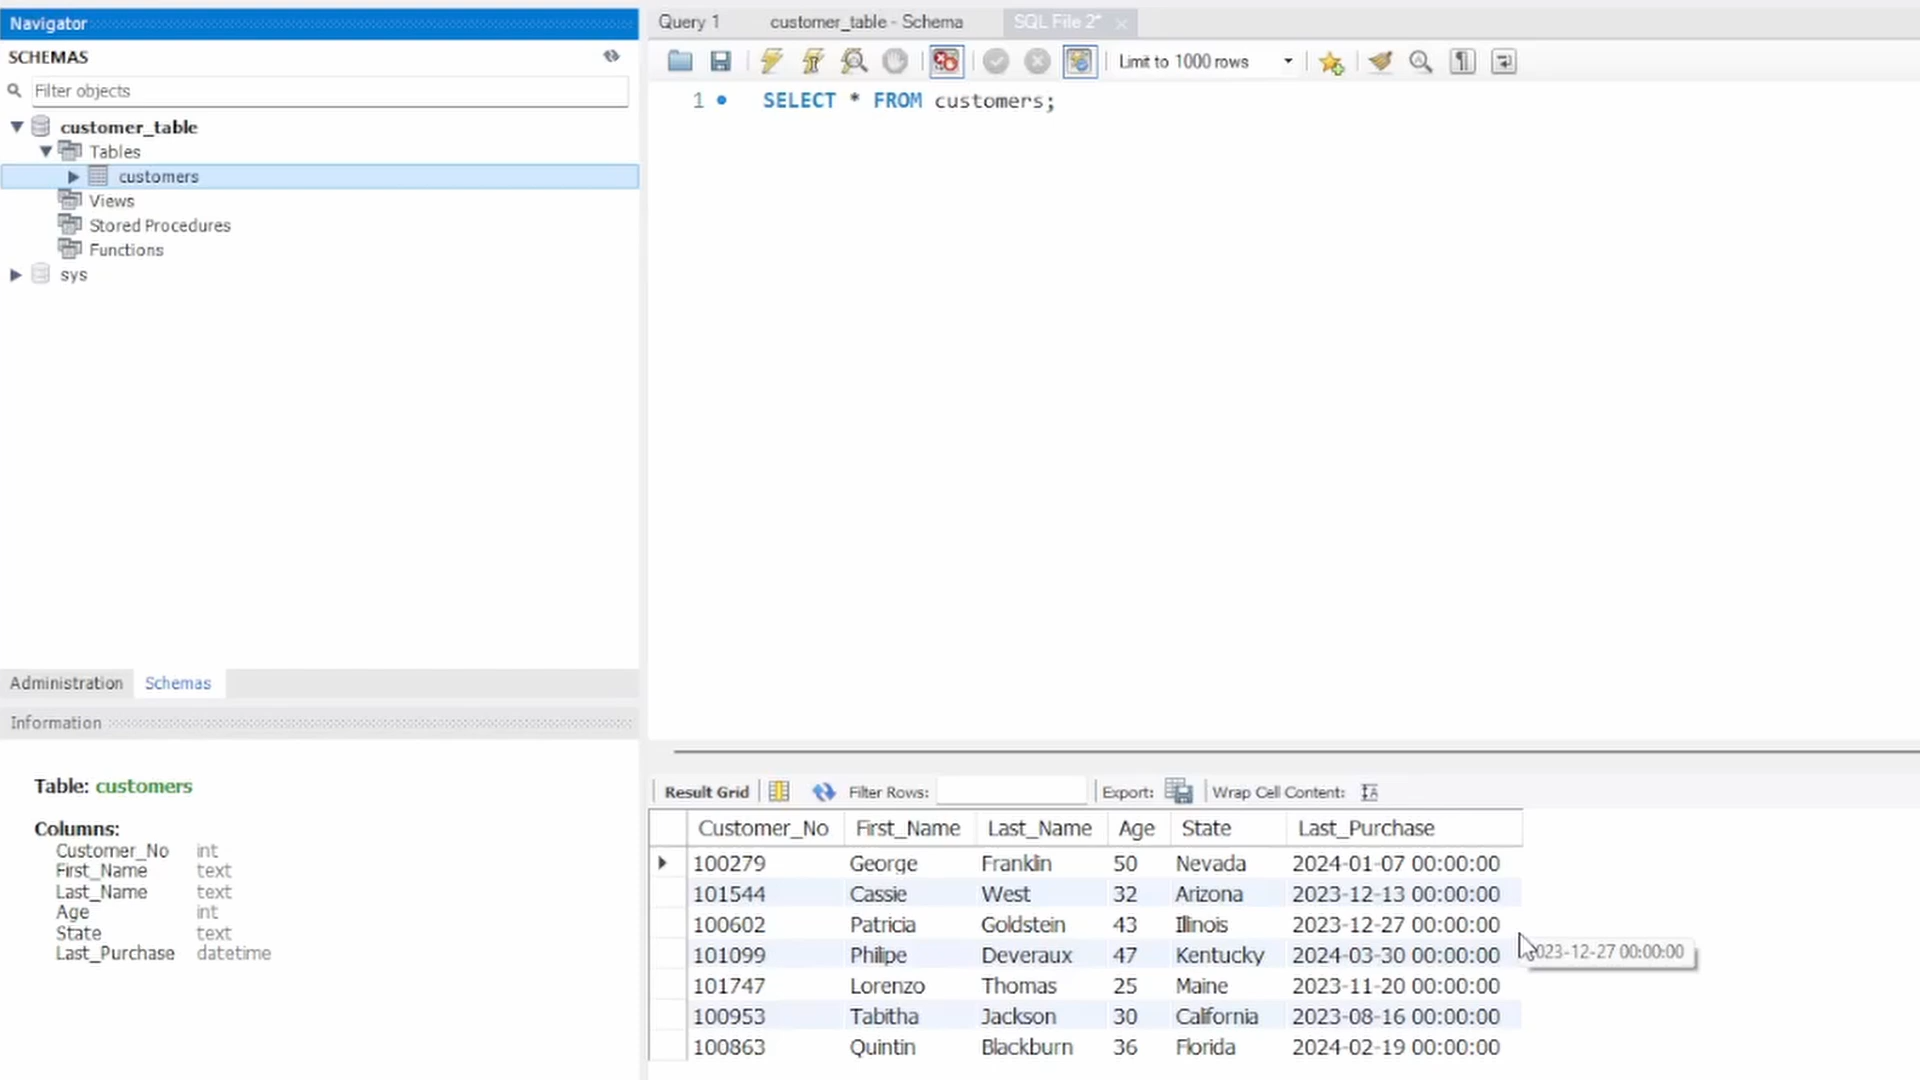 Navigator
SCHEMAS
Filter objects
customer_table
Tables
customers
Views
Stored Procedures
Functions
sys
Administration Schemas
Information
Table: customers
Columns:
Customer_No int
First_Name text
Last_Name text
Age int
State text
Last_Purchase datetime
Query 1 customer_table - Schema SQL File 2*
Limit to 1000 rows
1 SELECT * FROM customers;
Result Grid Filter Rows: Export: Wrap Cell Content:
Customer_No First_Name Last_Name Age State Last_Purchase
100279 George Franklin 50 Nevada 2024-01-07 00:00:00
101544 Cassie West 32 Arizona 2023-12-13 00:00:00
100602 Patricia Goldstein 43 Illinois 2023-12-27 00:00:00
101099 Philipe Deveraux 47 Kentucky 2024-03-30 00:00:00
101747 Lorenzo Thomas 25 Maine 2023-11-20 00:00:00
100953 Tabitha Jackson 30 California 2023-08-16 00:00:00
100863 Quintin Blackburn 36 Florida 2024-02-19 00:00:00
023-12-27 00:00:00